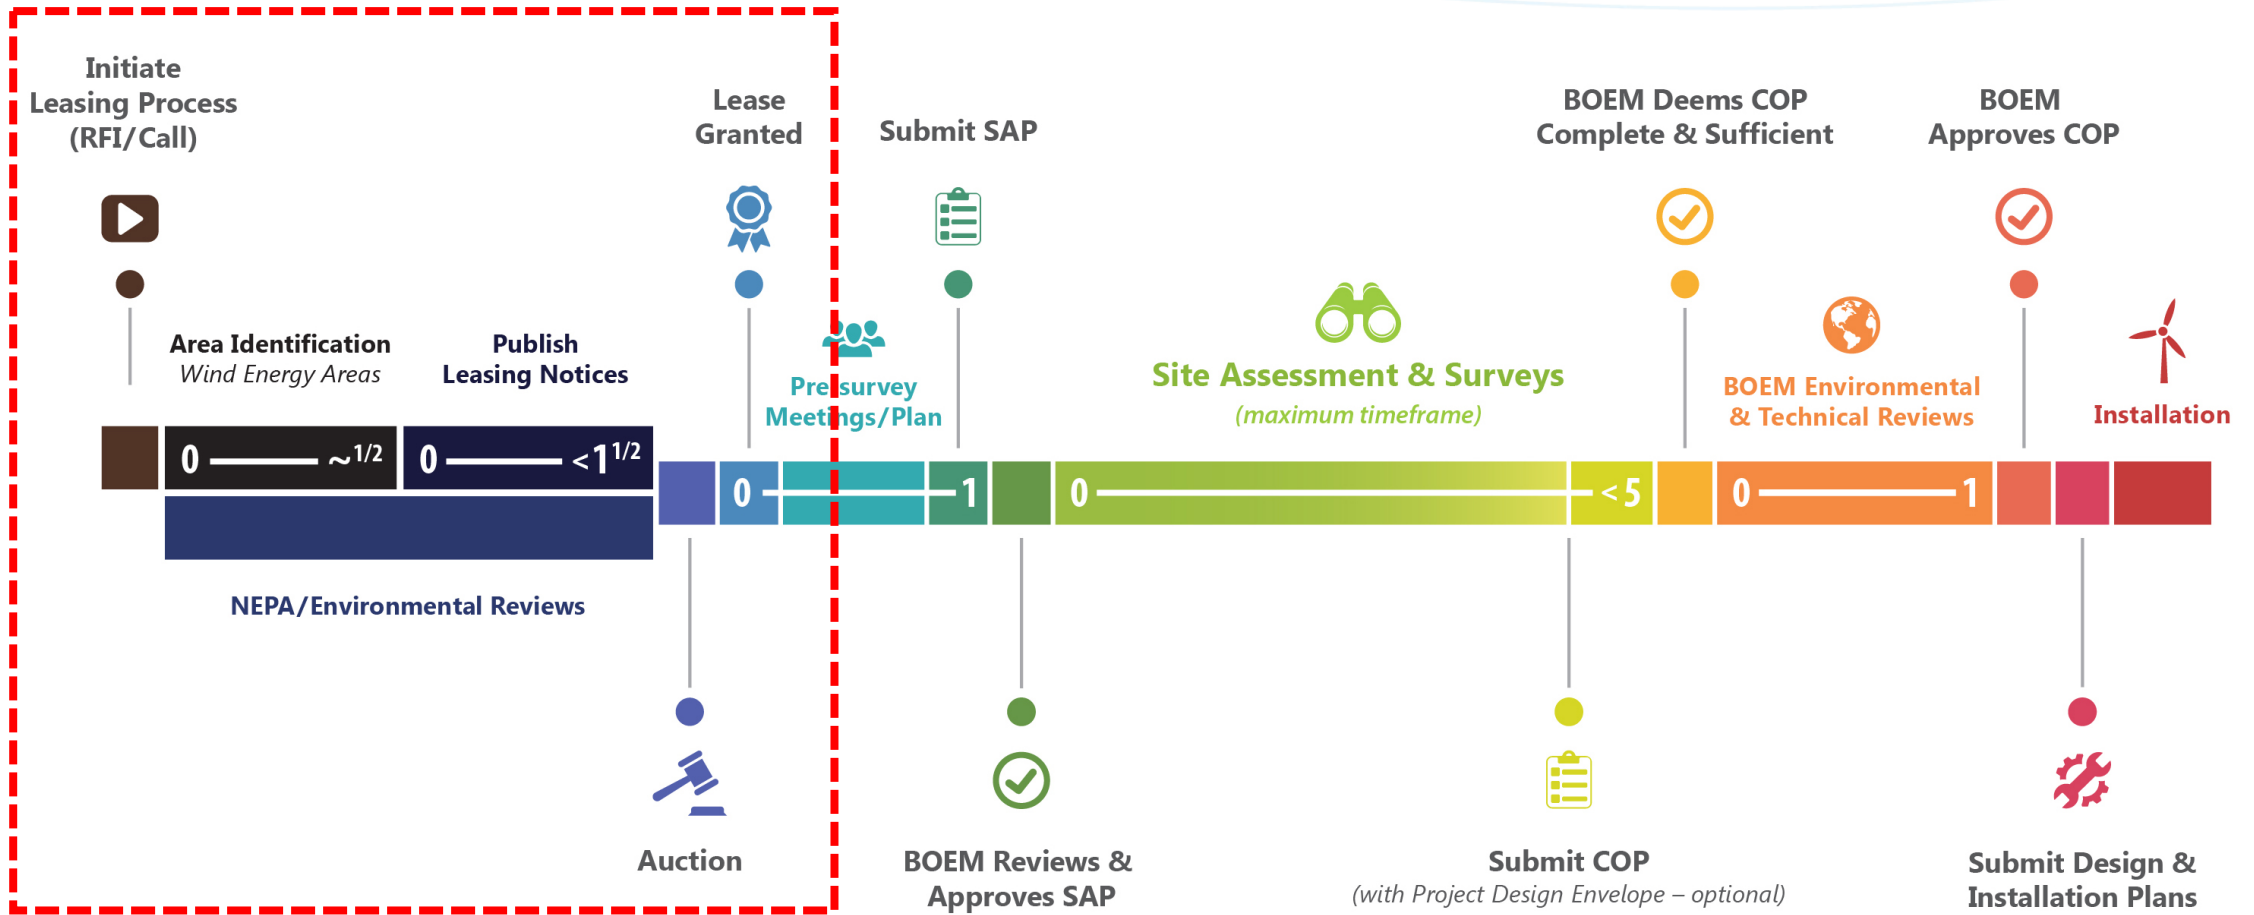 Initiate
Leasing Process
(RFI/Call)
Lease
Granted
Submit SAP
BOEM Deems COP
Complete & Sufficient
BOEM
Approves COP
Area Identification
Wind Energy Areas
Publish
Leasing Notices
Pre-survey
Meetings/Plan
Site Assessment & Surveys
(maximum timeframe)
BOEM Environmental
& Technical Reviews
Installation
0 ~1/2
0 <1 1/2
0 1
0 <5
0 1
NEPA/Environmental Reviews
Auction
BOEM Reviews &
Approves SAP
Submit COP
(with Project Design Envelope – optional)
Submit Design &
Installation Plans